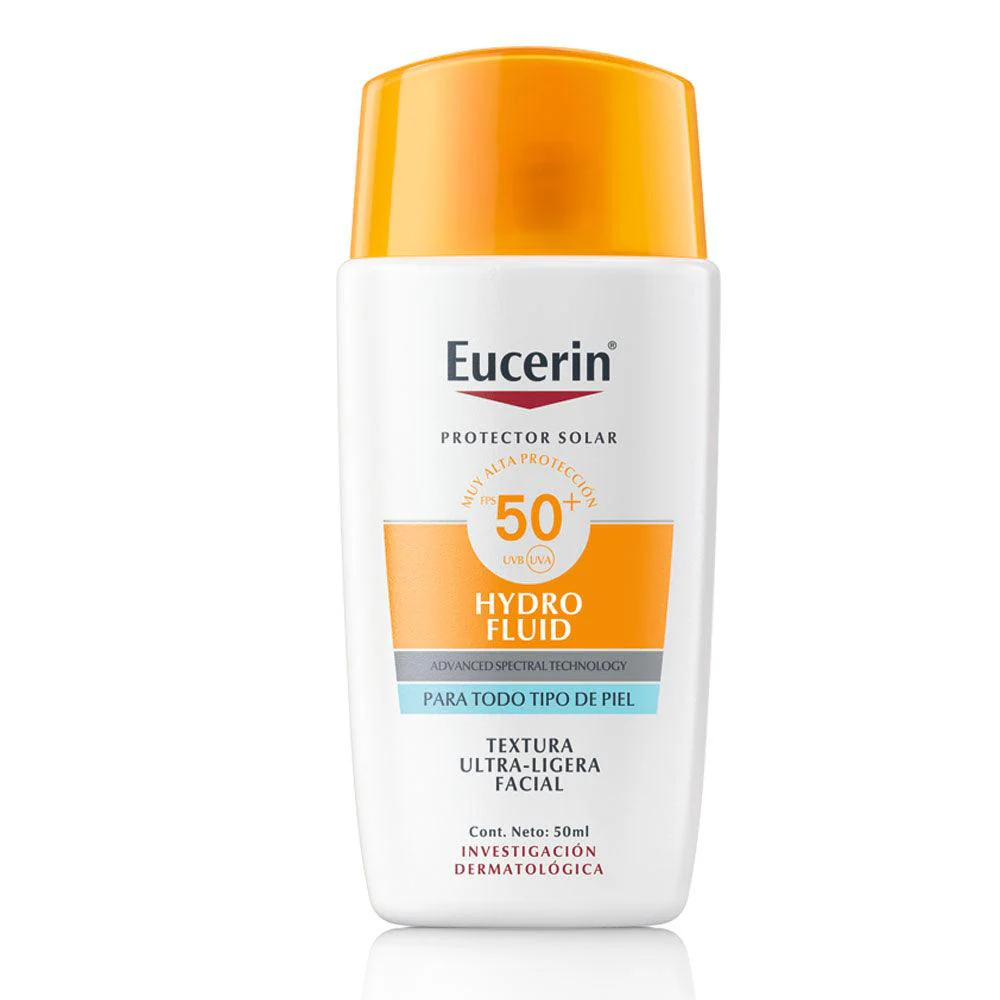 Eucerin®
PROTECTOR SOLAR
MUY ALTA PROTECCIÓN
FPS 50+
UVB UVA
HYDRO
FLUID
ADVANCED SPECTRAL TECHNOLOGY
PARA TODO TIPO DE PIEL
TEXTURA
ULTRA-LIGERA
FACIAL
Cont. Neto: 50ml
INVESTIGACIÓN
DERMATOLÓGICA